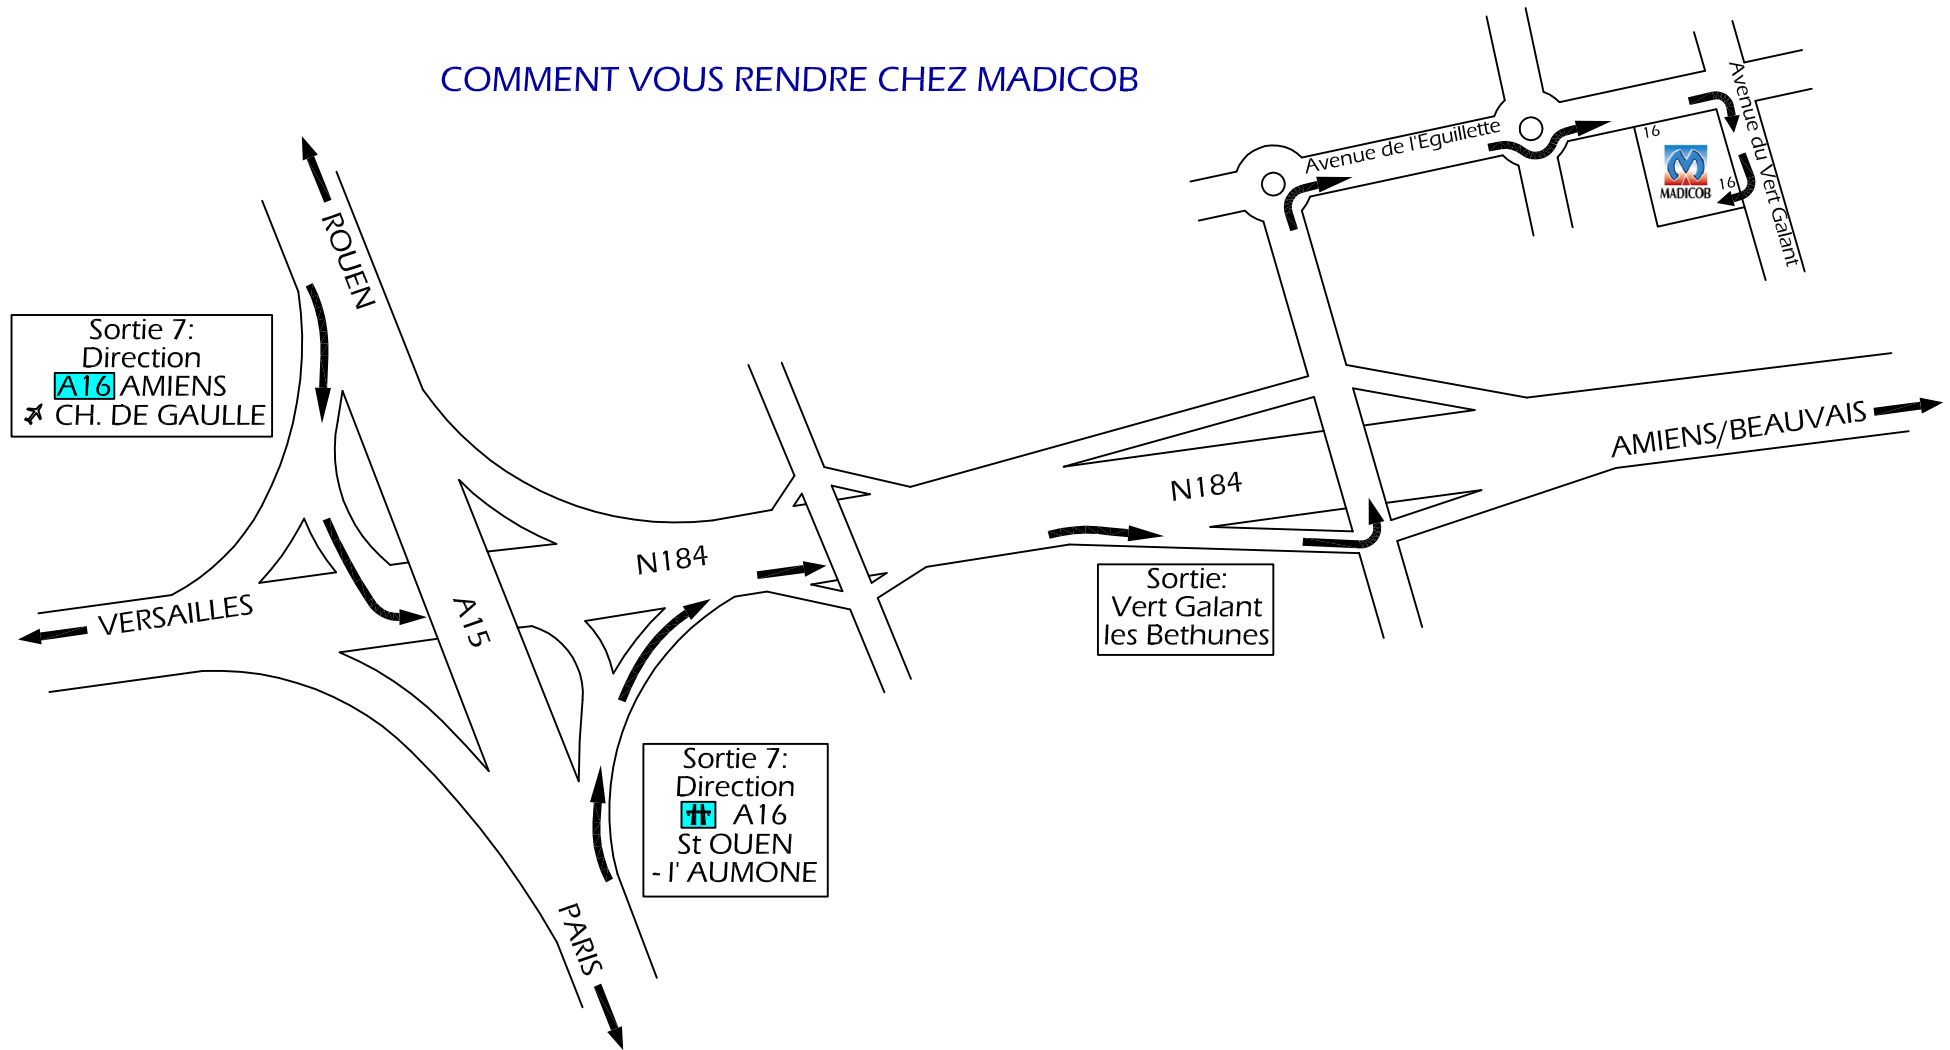 COMMENT VOUS RENDRE CHEZ MADICOB
ROUEN
Sortie 7:
Direction
A16 AMIENS
CH. DE GAULLE
VERSAILLES
A15
N184
Sortie 7:
Direction
A16
St OUEN
- l' AUMONE
PARIS
N184
Sortie:
Vert Galant
les Bethunes
AMIENS/BEAUVAIS
Avenue de l'Eguillette
Avenue du Vert Galant
16
MADICOB
16